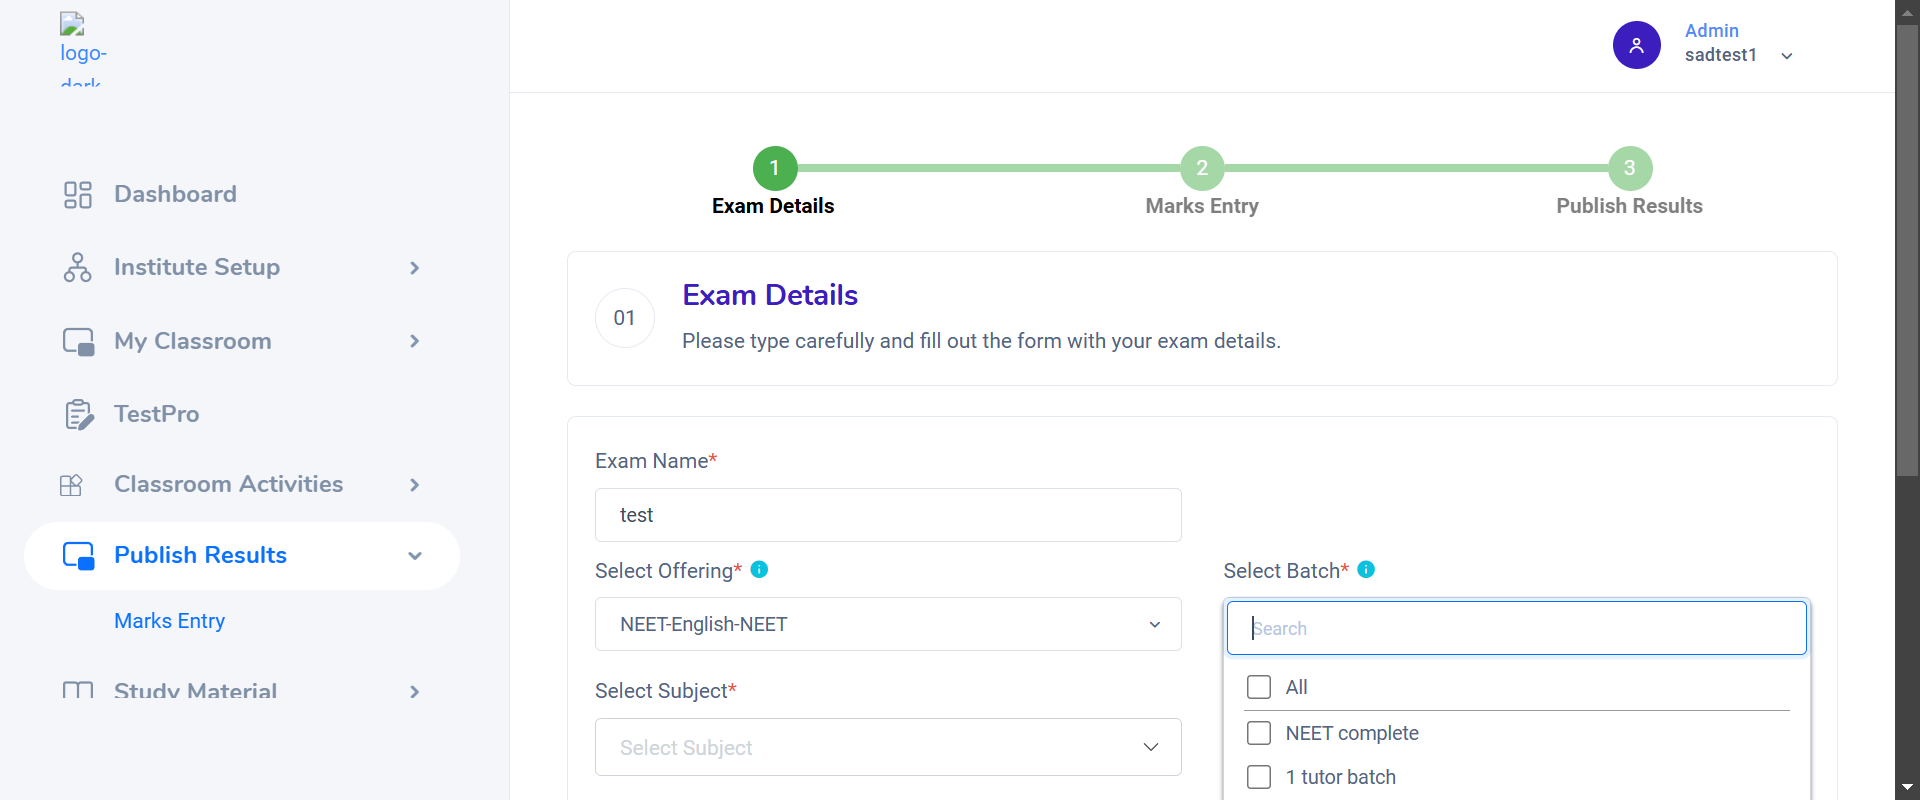 logo-
dark
Admin
sadtest1
Dashboard
Institute Setup
My Classroom
TestPro
Classroom Activities
Publish Results
Marks Entry
Study Material
1
2
3
Exam Details
Marks Entry
Publish Results
01
Exam Details
Please type carefully and fill out the form with your exam details.
Exam Name*
test
Select Offering*
NEET-English-NEET
Select Subject*
Select Subject
Select Batch*
Search
All
NEET complete
1 tutor batch